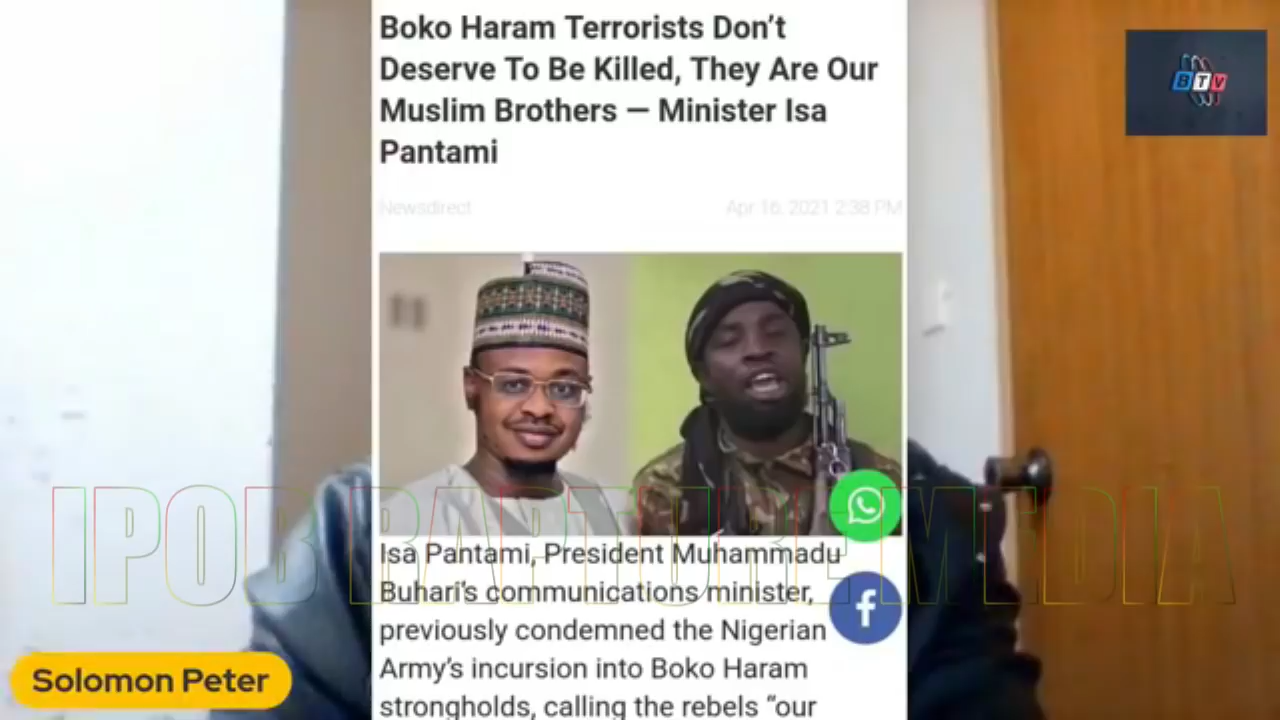 Boko Haram Terrorists Don’t
Deserve To Be Killed, They Are Our
Muslim Brothers — Minister Isa
Pantami
Newsdirect
Apr 16, 2021 2:38 PM
BTV
IPOB RAPTURE MEDIA
Isa Pantami, President Muhammadu
Buhari’s communications minister,
previously condemned the Nigerian
Army’s incursion into Boko Haram
strongholds, calling the rebels “our
Solomon Peter